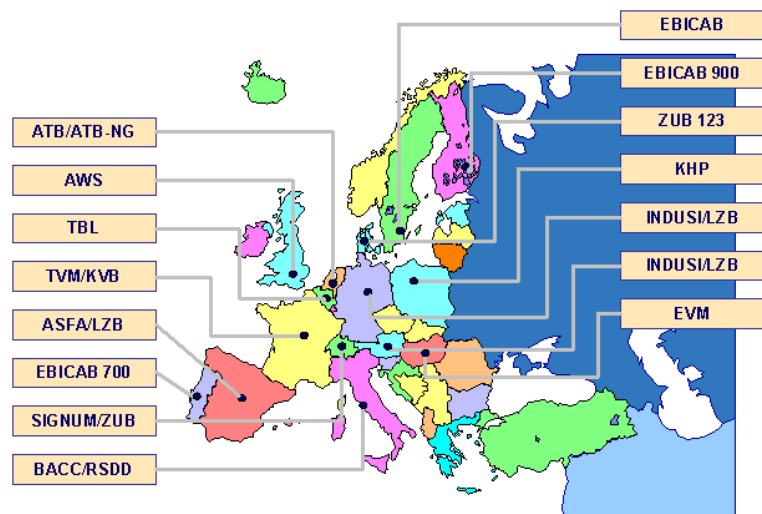 ATB/ATB-NG
AWS
TBL
TVM/KVB
ASFA/LZB
EBICAB 700
SIGNUM/ZUB
BACC/RSDD
EBICAB
EBICAB 900
ZUB 123
KHP
INDUSI/LZB
INDUSI/LZB
EVM